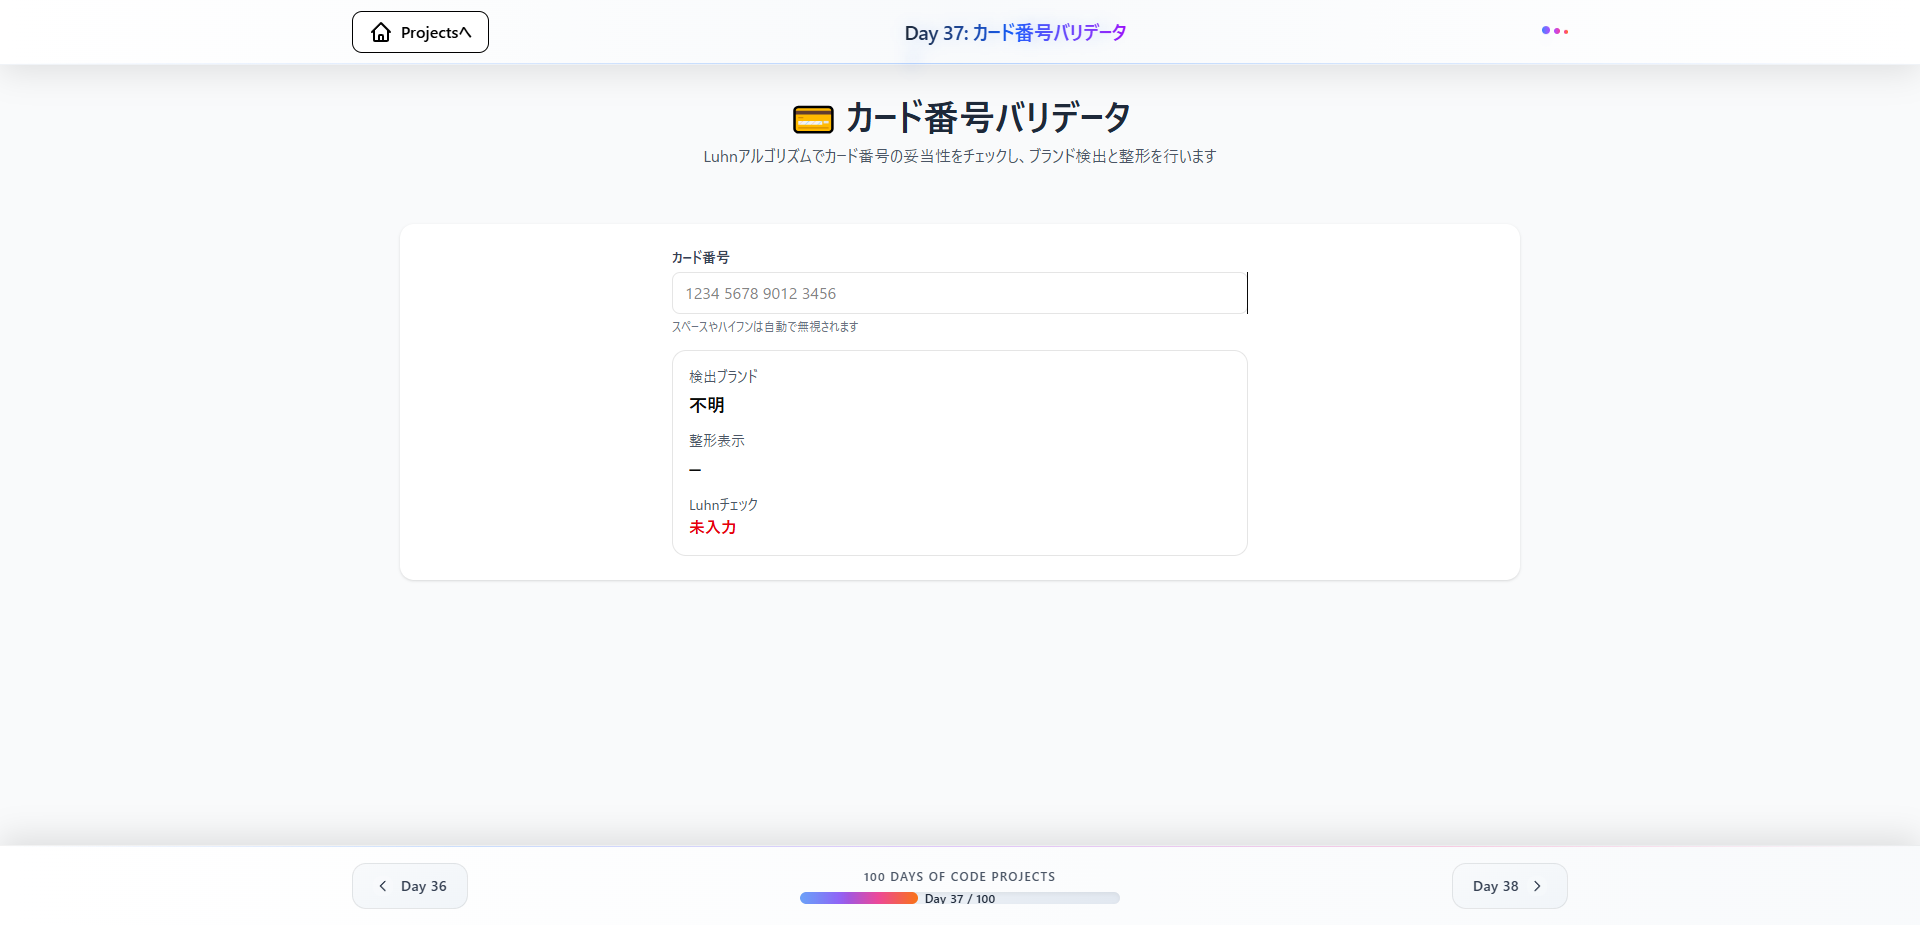 Projectsへ
Day 37: カード番号バリデータ
カード番号バリデータ
Luhnアルゴリズムでカード番号の妥当性をチェックし、ブランド検出と整形を行います
カード番号
1234 5678 9012 3456
スペースやハイフンは自動で無視されます
検出ブランド
不明
整形表示
—
Luhnチェック
未入力
Day 36
100 DAYS OF CODE PROJECTS
Day 37 / 100
Day 38